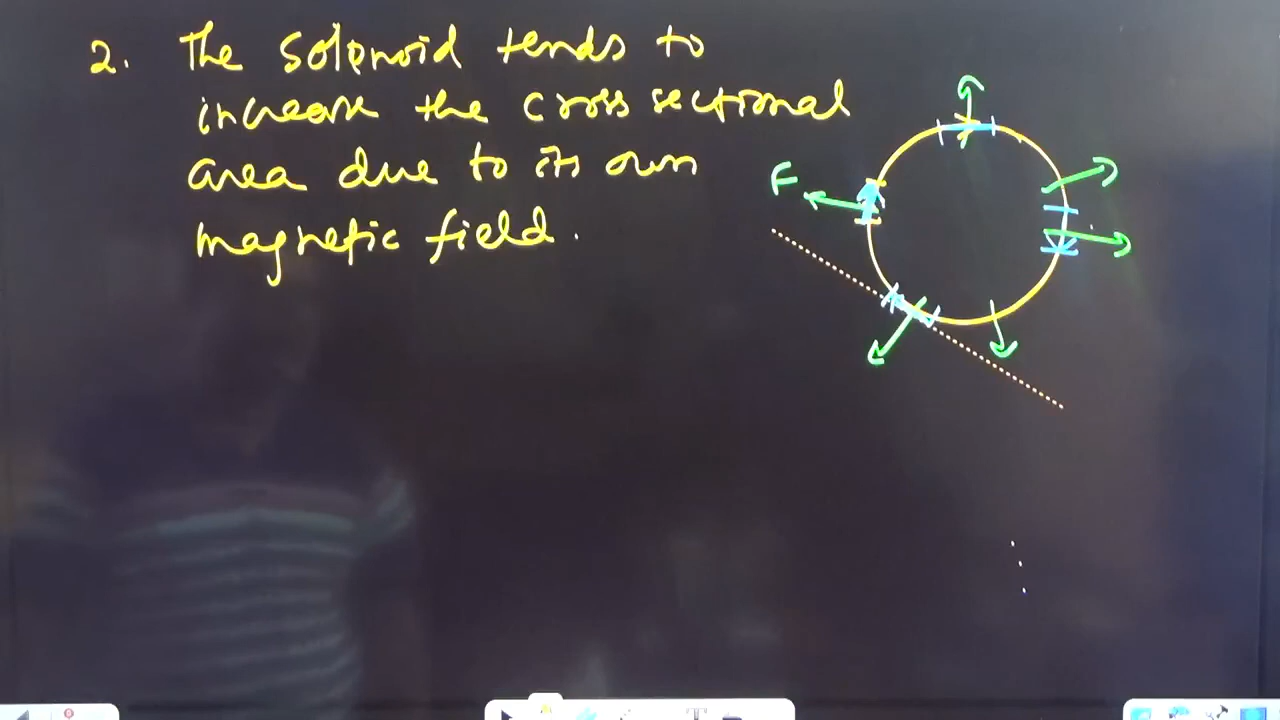 2. The solenoid tends to
increase the cross sectional
area due to its own
magnetic field.
F